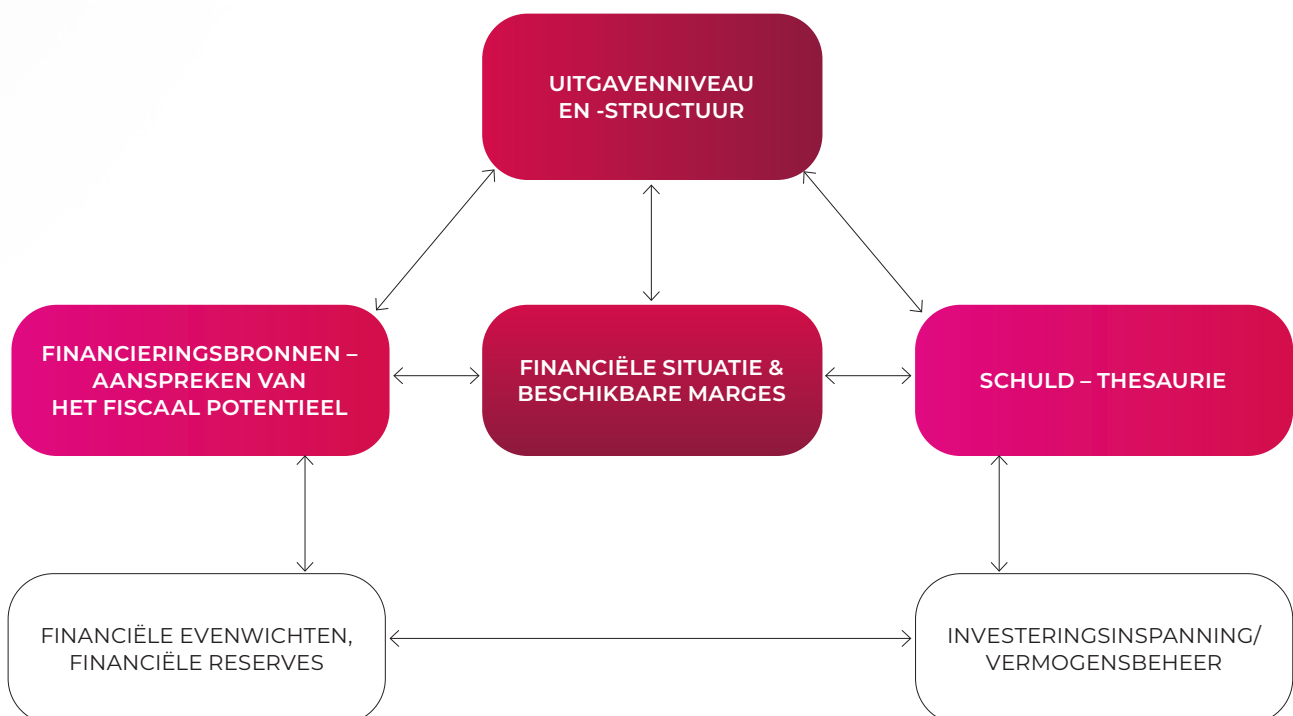 UITGAVENNIVEAU
EN -STRUCTUUR
FINANCIERINGSBRONNEN –
AANSPREKEN VAN
HET FISCAAL POTENTIEEL
FINANCIËLE SITUATIE &
BESCHIKBARE MARGES
SCHULD – THESAURIE
FINANCIËLE EVENWICHTEN,
FINANCIËLE RESERVES
INVESTERINGSINSPANNING/
VERMOGENSBEHEER